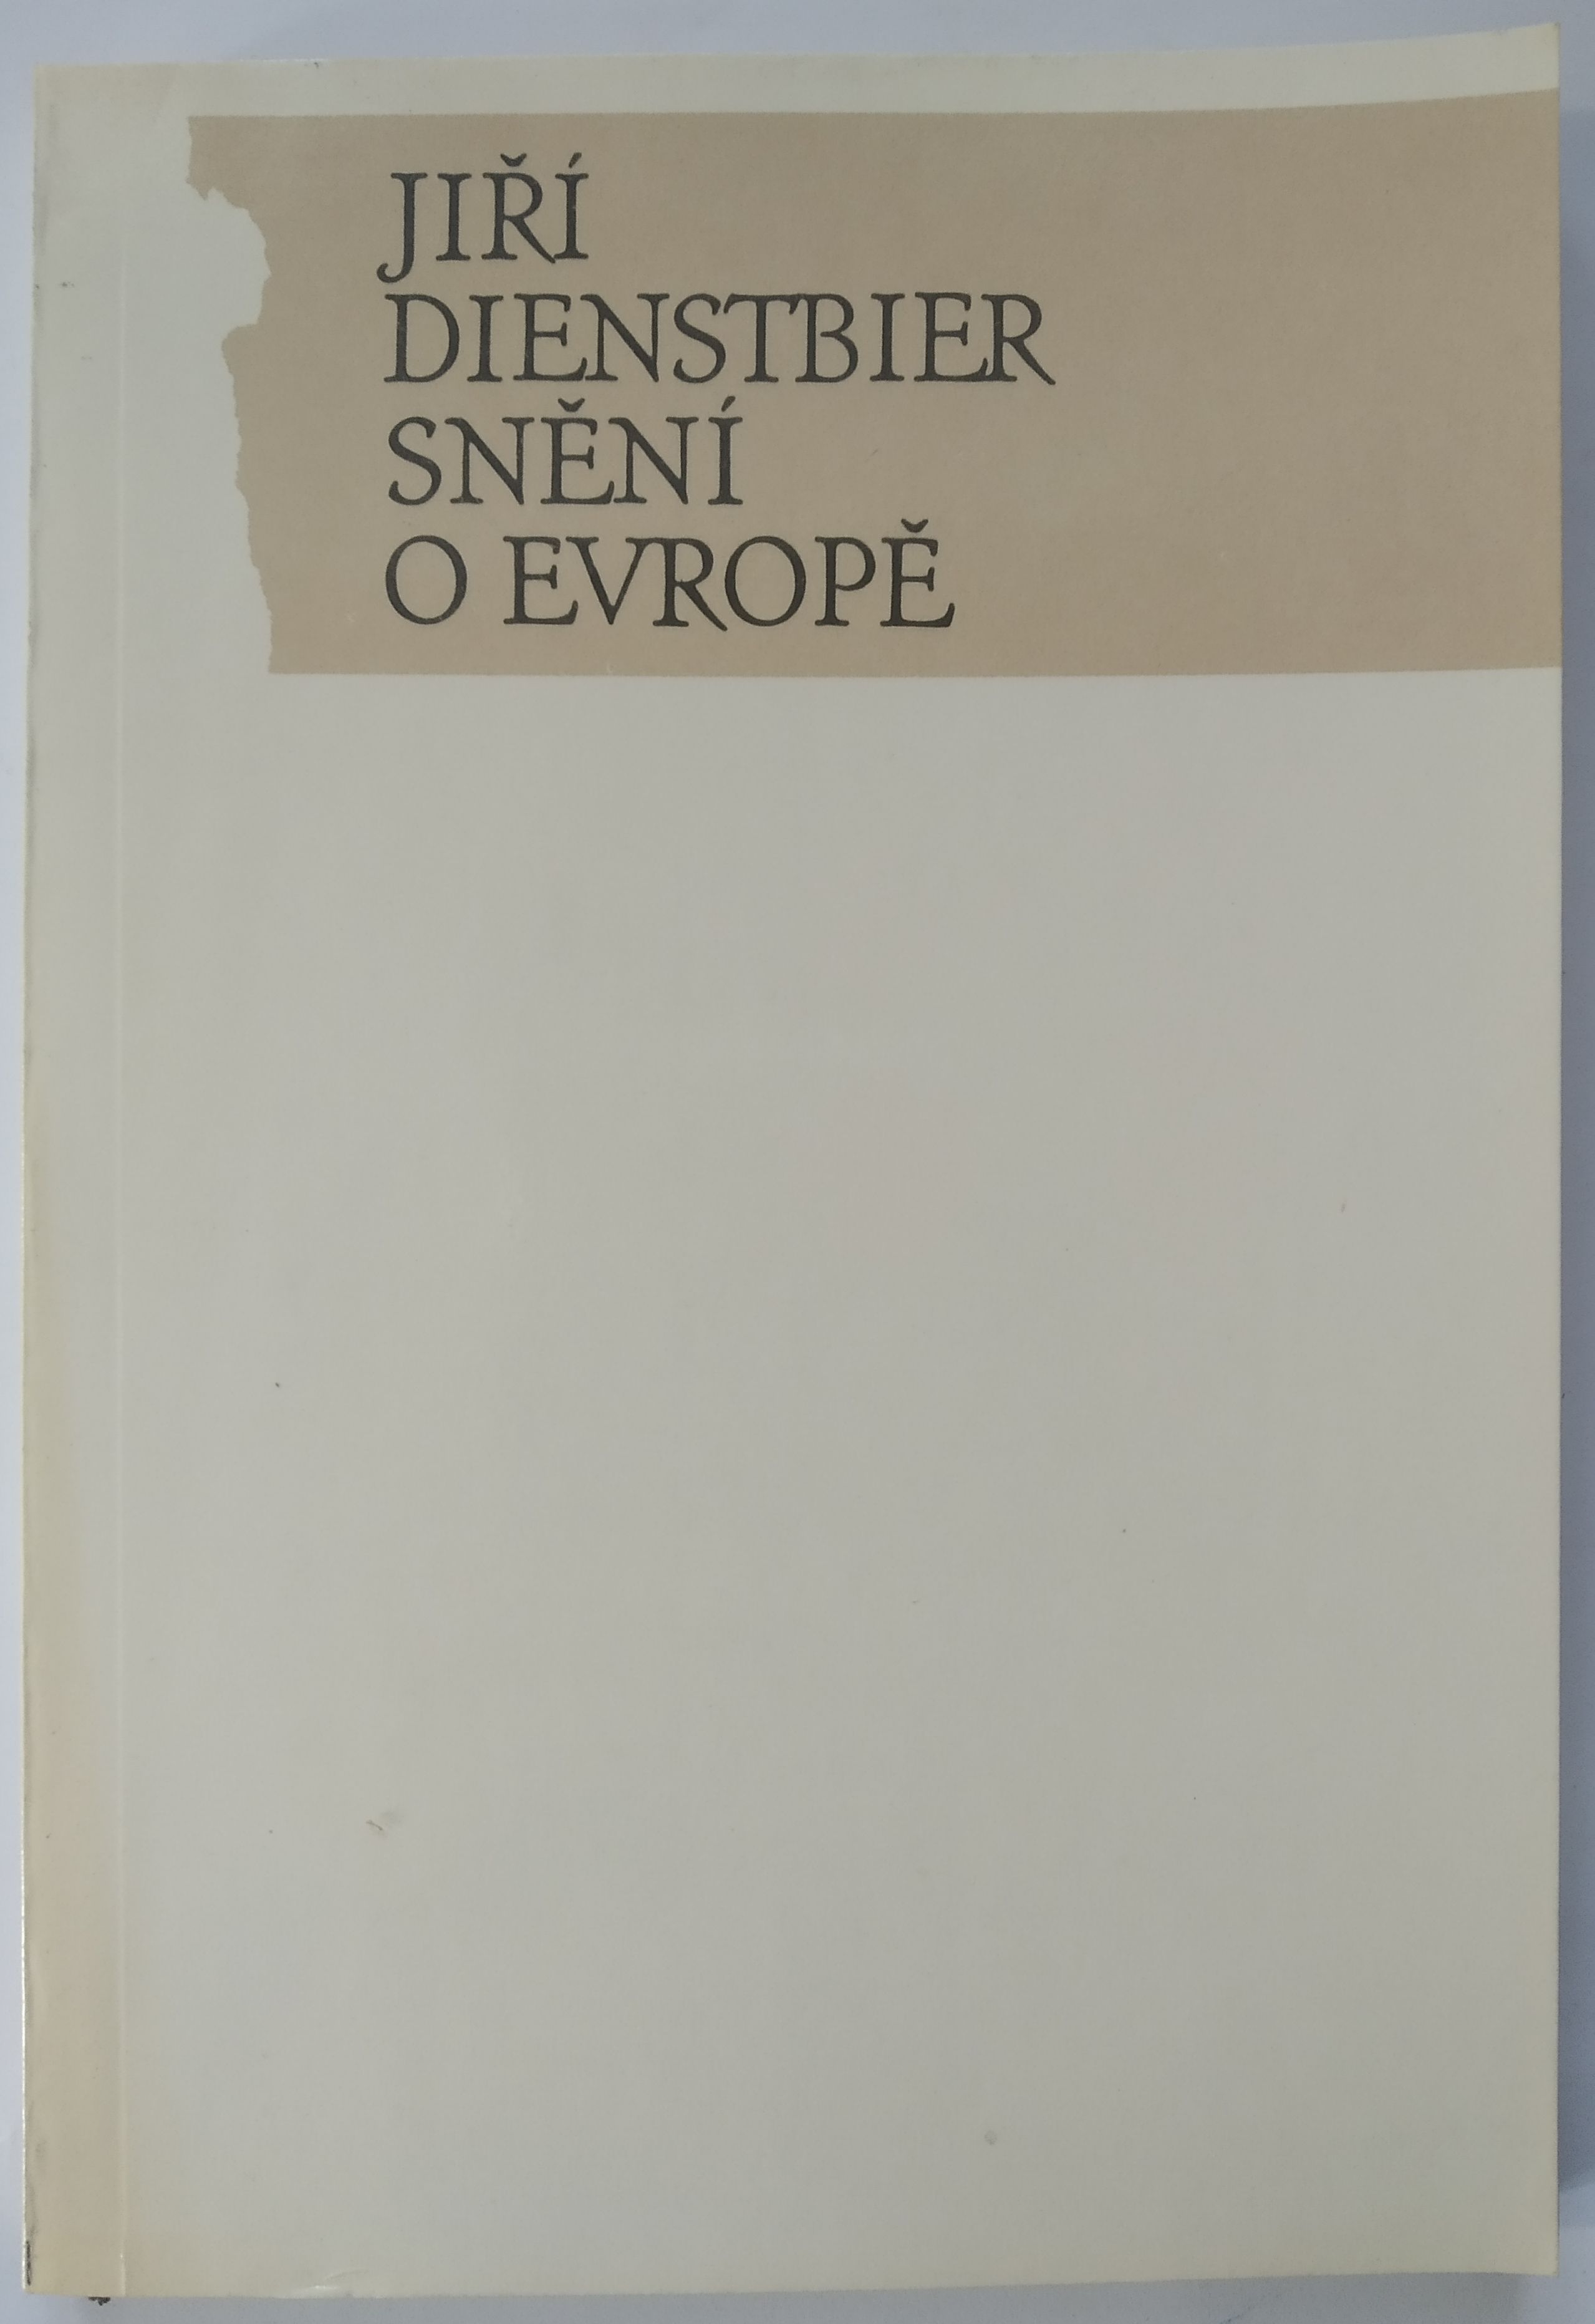 JIŘÍ
DIENSTBIER
SNĚNÍ
O EVROPĚ